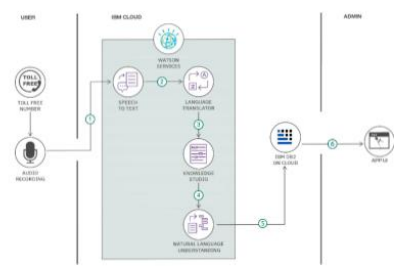 USER
IBM CLOUD
ADMIN
WATSON
SERVICES
TOLL
FREE
TOLL FREE
NUMBER
1
2
SPEECH
TO TEXT
A
LANGUAGE
TRANSLATOR
3
KNOWLEDGE
STUDIO
4
AUDIO
RECORDING
IBM DB2
ON CLOUD
6
5
NATURAL LANGUAGE
UNDERSTANDING